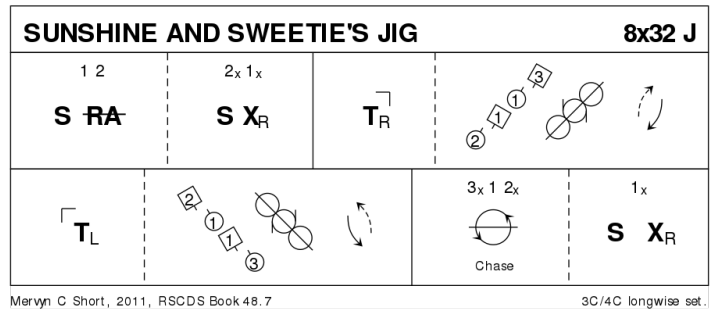 SUNSHINE AND SWEETIE'S JIG 8x32 J
1 2
S RA
2x 1x
S XR
TR
3
1
1
2
TL
2
1
1
3
3x 1 2x
Chase
1x
S XR
Mervyn C Short, 2011, RSCDS Book 48.7
3C/4C longwise set.